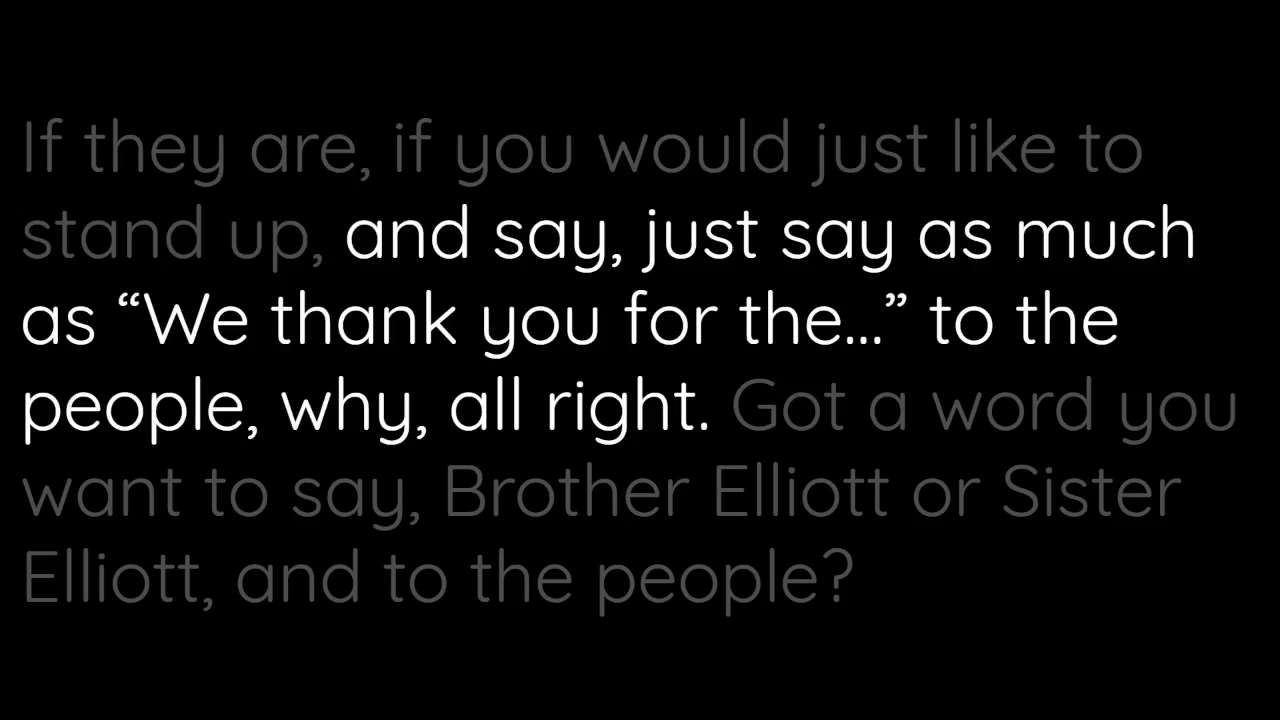 If they are, if you would just like to
stand up, and say, just say as much
as “We thank you for the...” to the
people, why, all right. Got a word you
want to say, Brother Elliott or Sister
Elliott, and to the people?